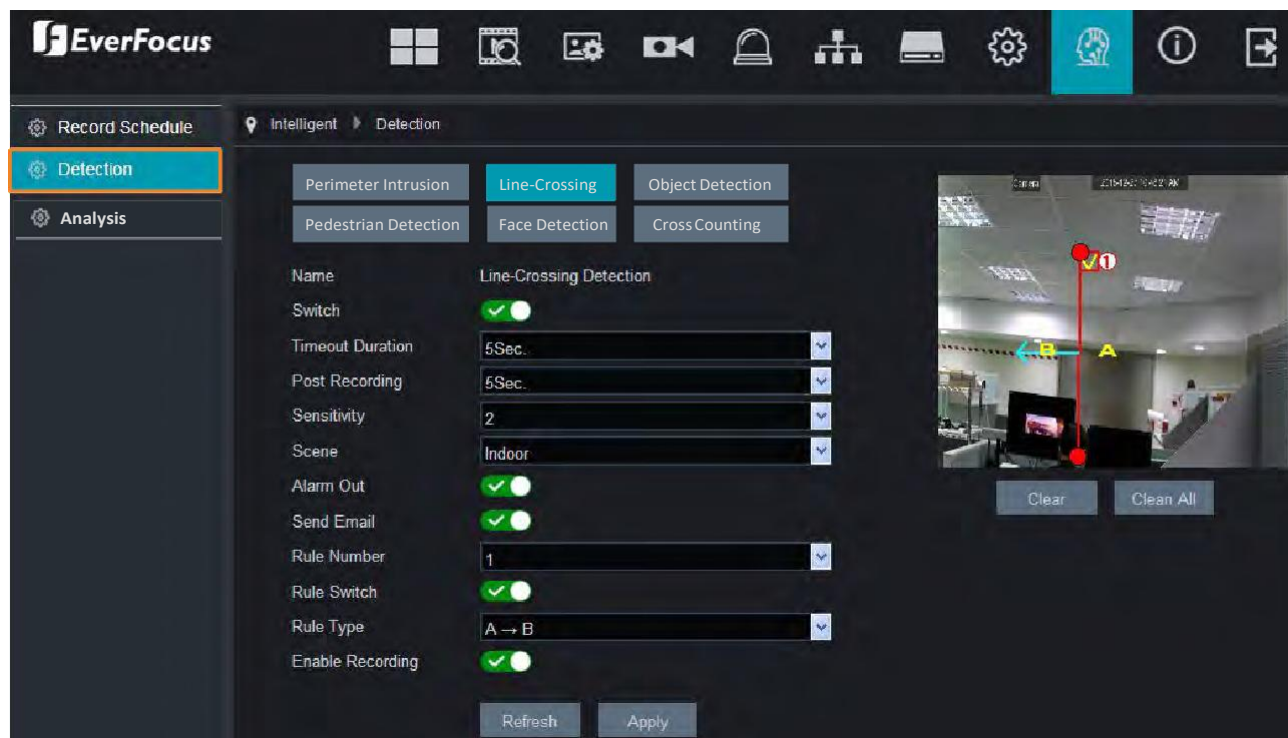 EverFocus
Record Schedule
Detection
Analysis
Intelligent Detection
Perimeter Intrusion Line-Crossing Object Detection
Pedestrian Detection Face Detection Cross Counting
Name Line-Crossing Detection
Switch
Timeout Duration 5Sec.
Post Recording 5Sec.
Sensitivity 2
Scene Indoor
Alarm Out
Send Email
Rule Number 1
Rule Switch
Rule Type A → B
Enable Recording
Refresh Apply
Camera
1
B A
Clear Clean All